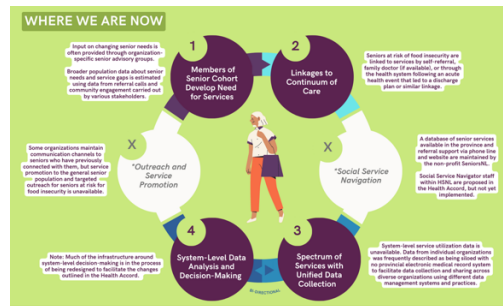 WHERE WE ARE NOW
Input on changing senior needs is
often provided through organization-
specific senior advisory groups.
Broader population data about senior
needs and service gaps is estimated
using data from referral calls and
community engagement carried out
by various stakeholders.
1
Members of
Senior Cohort
Develop Need
for Services
2
Linkages to
Continuum of
Care
Seniors at risk of food insecurity are
linked to services by self-referral,
family doctor (if available), or through
the health system following an acute
health event that led to a discharge
plan or similar linkage.
Some organizations maintain
communication channels to
seniors who have previously
connected with them, but service
promotion to the general senior
population and targeted
outreach for seniors at risk for
food insecurity is unavailable.
X
"Outreach and
Service
Promotion
X
"Social Service
Navigation
A database of senior services
available in the province and
referral support via phone line
and website are maintained by
the non-profit SeniorsNL.
Social Service Navigator staff
within HSNL are proposed in
the Health Accord, but not yet
implemented.
Note: Much of the infrastructure around
system-level decision-making is in the process
of being redesigned to facilitate the changes
outlined in the Health Accord.
4
System-Level Data
Analysis and
Decision-Making
BI DIRECTIONAL
3
Spectrum of
Services with
Unified Data
Collection
System-level service utilization data is
unavailable. Data from individual organizations
was frequently described as being siloed with
no provincial electronic medical record system
to facilitate data collection and sharing across
diverse organizations using different data
management systems and practices.